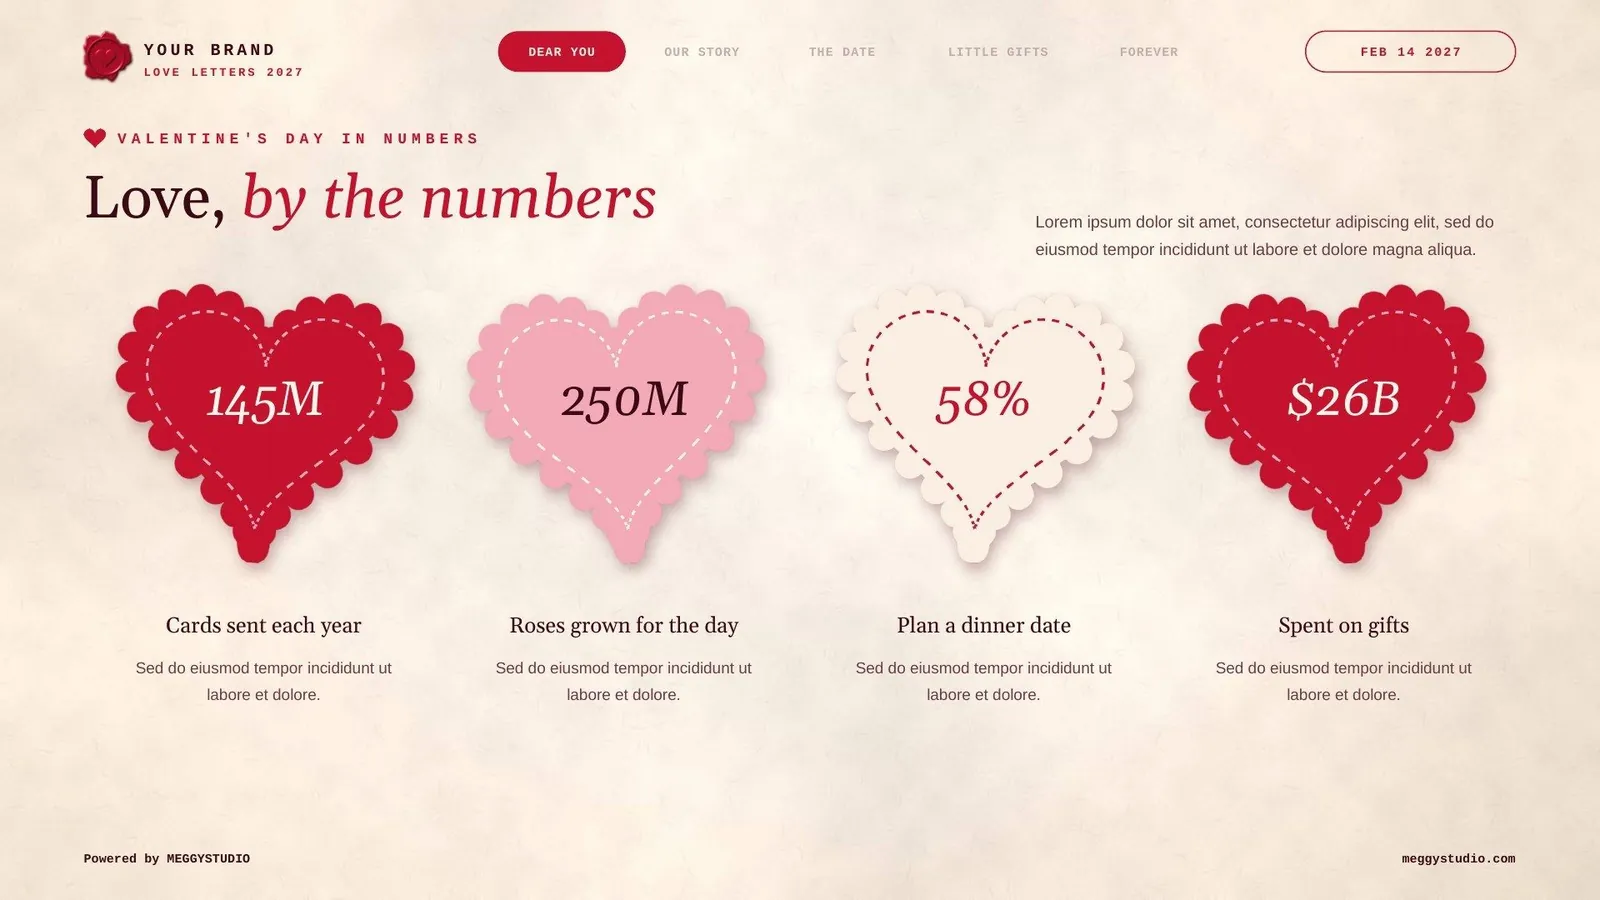 YOUR BRAND
LOVE LETTERS 2027
DEAR YOU
OUR STORY
THE DATE
LITTLE GIFTS
FOREVER
FEB 14 2027
VALENTINE'S DAY IN NUMBERS
Love, by the numbers
Lorem ipsum dolor sit amet, consectetur adipiscing elit, sed do
eiusmod tempor incididunt ut labore et dolore magna aliqua.
145M
250M
58%
$26B
Cards sent each year
Sed do eiusmod tempor incididunt ut
labore et dolore.
Roses grown for the day
Sed do eiusmod tempor incididunt ut
labore et dolore.
Plan a dinner date
Sed do eiusmod tempor incididunt ut
labore et dolore.
Spent on gifts
Sed do eiusmod tempor incididunt ut
labore et dolore.
Powered by MEGGYSTUDIO
meggystudio.com